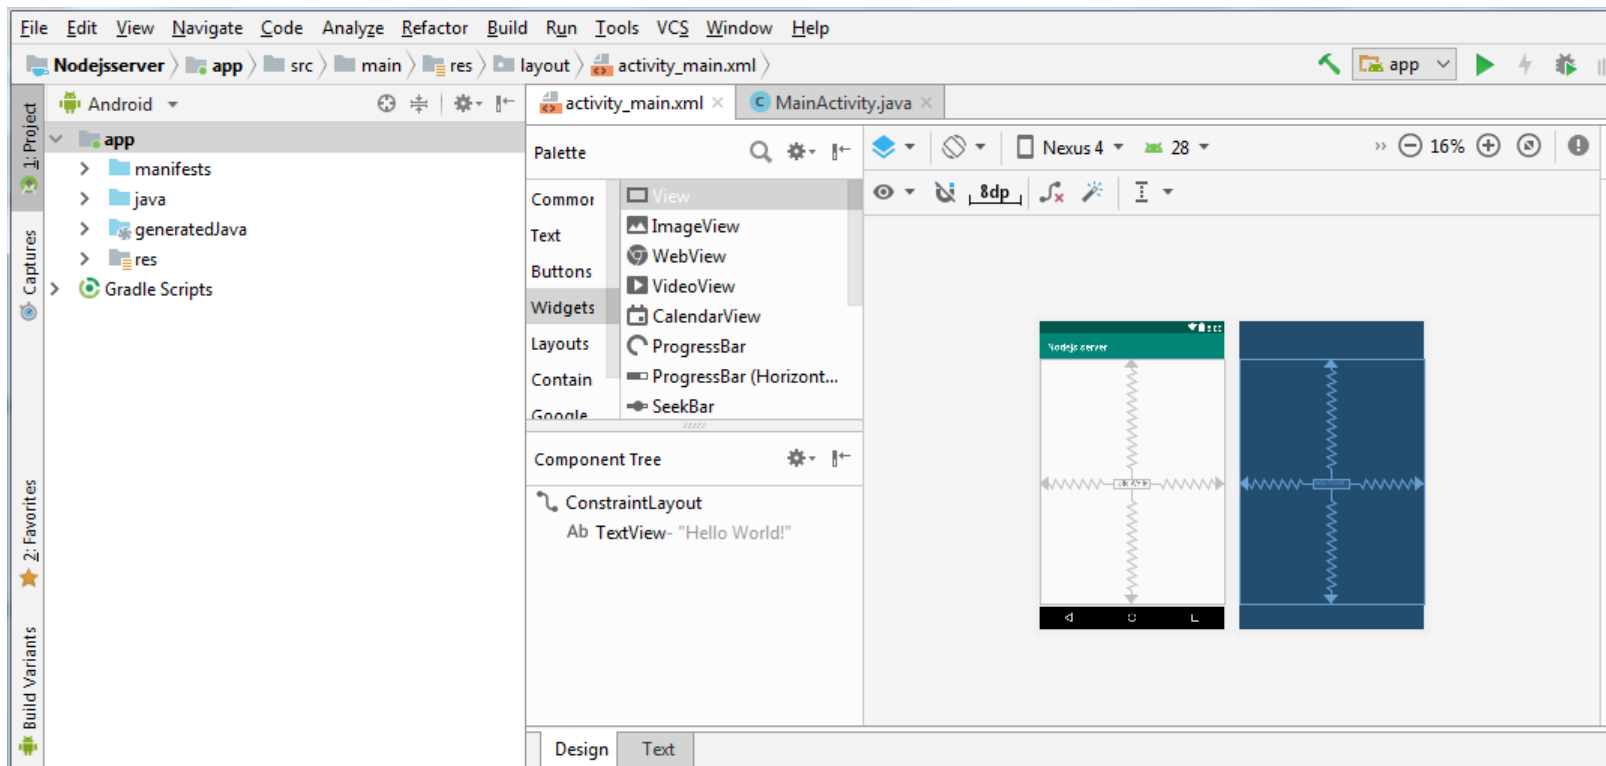 File Edit View Navigate Code Analyze Refactor Build Run Tools VCS Window Help
Nodejsserver app src main res layout activity_main.xml app
1: Project
Captures
2: Favorites
Build Variants
Android
app
manifests
java
generatedJava
res
Gradle Scripts
activity_main.xml MainActivity.java
Palette
Common
Text
Buttons
Widgets
Layouts
Contain
Google
View
ImageView
WebView
VideoView
CalendarView
ProgressBar
ProgressBar (Horizont...
SeekBar
Component Tree
ConstraintLayout
Ab TextView- "Hello World!"
Nexus 4 28 16%
8dp
Nodejs server
Design Text